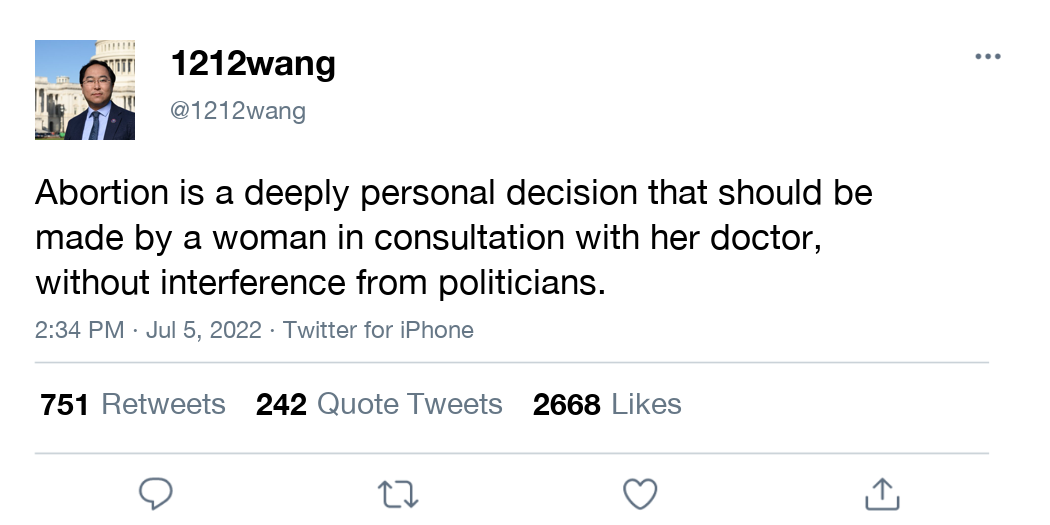 1212wang
@1212wang
Abortion is a deeply personal decision that should be
made by a woman in consultation with her doctor,
without interference from politicians.
2:34 PM · Jul 5, 2022 · Twitter for iPhone
751 Retweets 242 Quote Tweets 2668 Likes